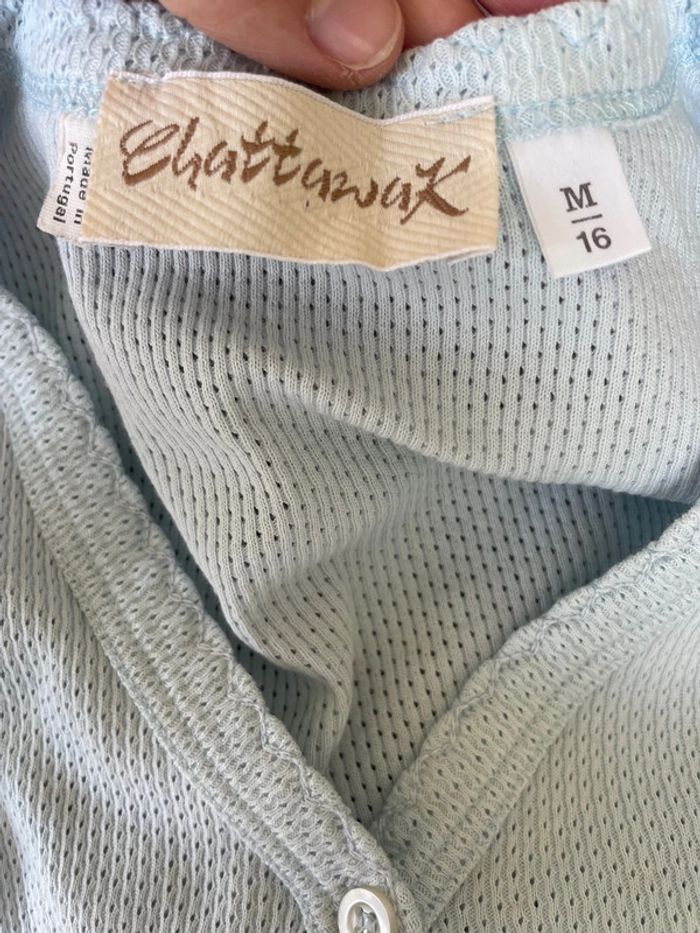 Chattawak
Made in
Portugal
M
16